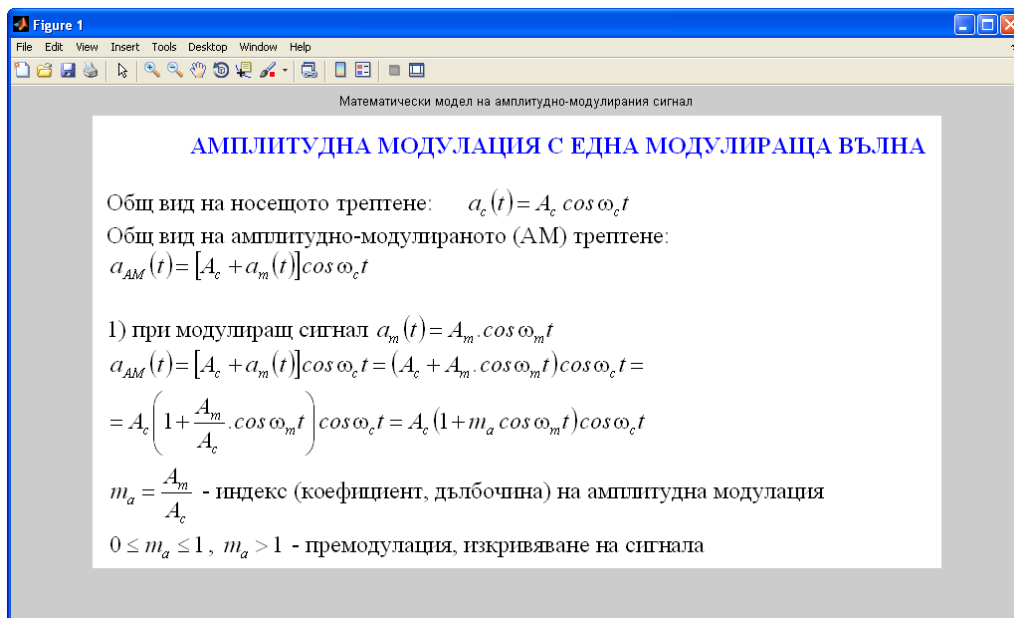 Figure 1
File Edit View Insert Tools Desktop Window Help
Математически модел на амплитудно-модулирания сигнал
АМПЛИТУДНА МОДУЛАЦИЯ С ЕДНА МОДУЛИРАЩА ВЪЛНА
Общ вид на носещото трептене: a_c(t) = A_c cos ω_c t
Общ вид на амплитудно-модулираното (АМ) трептене:
a_AM(t) = [A_c + a_m(t)] cos ω_c t
1) при модулиращ сигнал a_m(t) = A_m . cos ω_m t
a_AM(t) = [A_c + a_m(t)] cos ω_c t = (A_c + A_m . cos ω_m t) cos ω_c t =
= A_c (1 + A_m/A_c . cos ω_m t) cos ω_c t = A_c (1 + m_a cos ω_m t) cos ω_c t
m_a = A_m/A_c - индекс (коефициент, дълбочина) на амплитудна модулация
0 ≤ m_a ≤ 1 , m_a > 1 - премодулация, изкривяване на сигнала